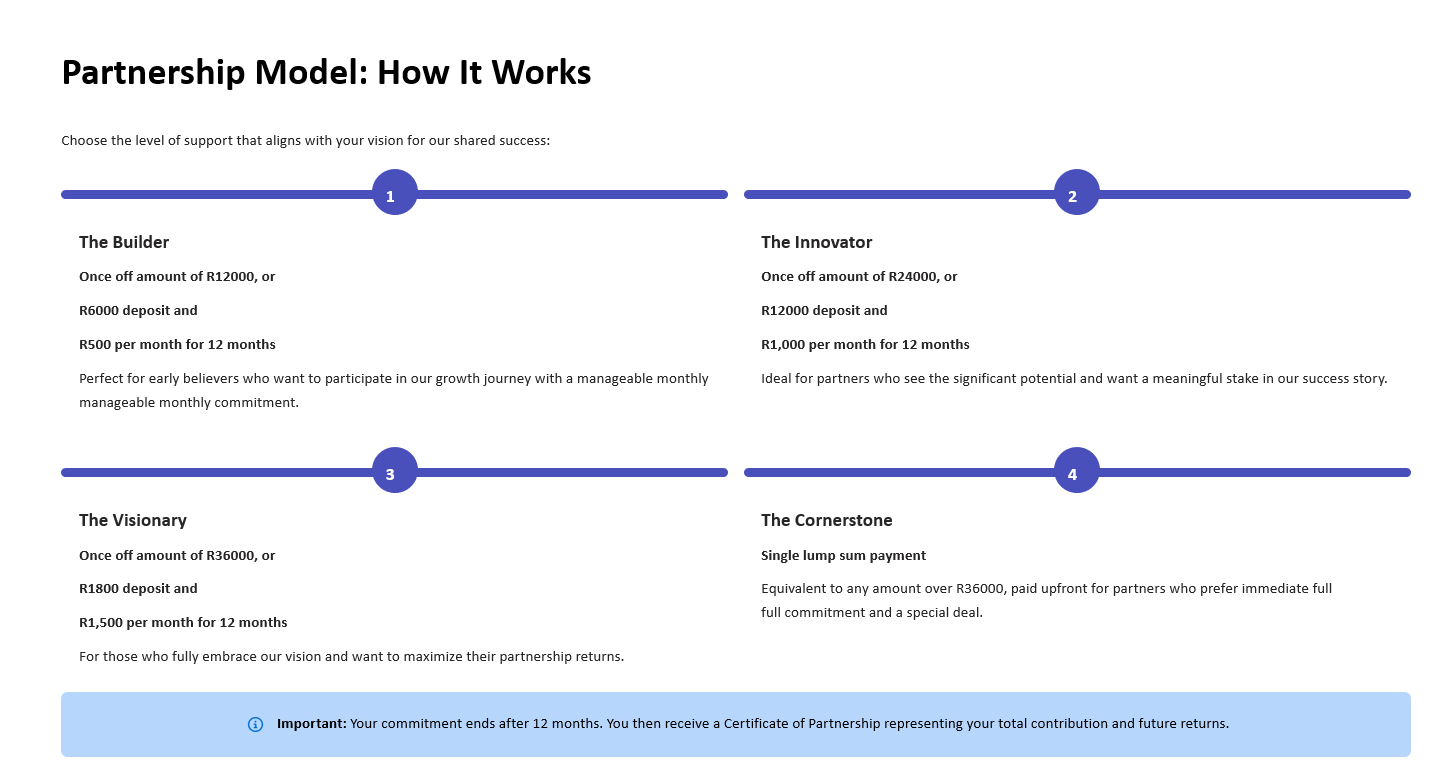 Partnership Model: How It Works
Choose the level of support that aligns with your vision for our shared success:
1
The Builder
Once off amount of R12000, or
R6000 deposit and
R500 per month for 12 months
Perfect for early believers who want to participate in our growth journey with a manageable monthly
manageable monthly commitment.
2
The Innovator
Once off amount of R24000, or
R12000 deposit and
R1,000 per month for 12 months
Ideal for partners who see the significant potential and want a meaningful stake in our success story.
3
The Visionary
Once off amount of R36000, or
R1800 deposit and
R1,500 per month for 12 months
For those who fully embrace our vision and want to maximize their partnership returns.
4
The Cornerstone
Single lump sum payment
Equivalent to any amount over R36000, paid upfront for partners who prefer immediate full
full commitment and a special deal.
Important: Your commitment ends after 12 months. You then receive a Certificate of Partnership representing your total contribution and future returns.